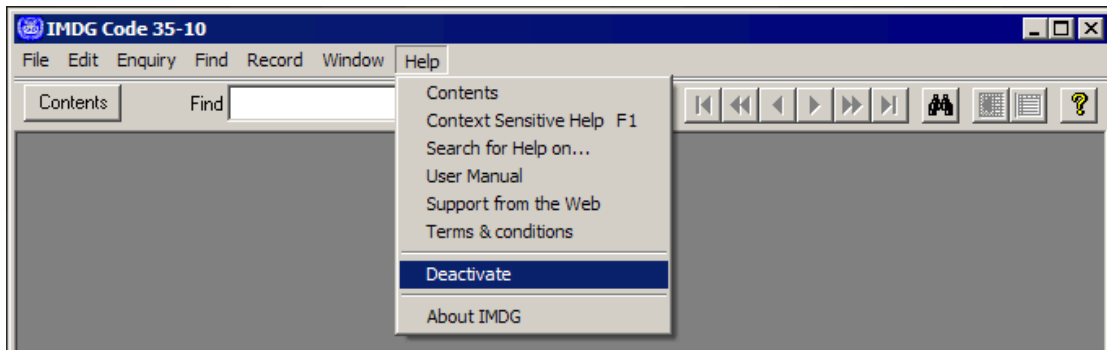 IMDG Code 35-10
File Edit Enquiry Find Record Window Help
Contents Find
Contents
Context Sensitive Help F1
Search for Help on...
User Manual
Support from the Web
Terms & conditions
Deactivate
About IMDG